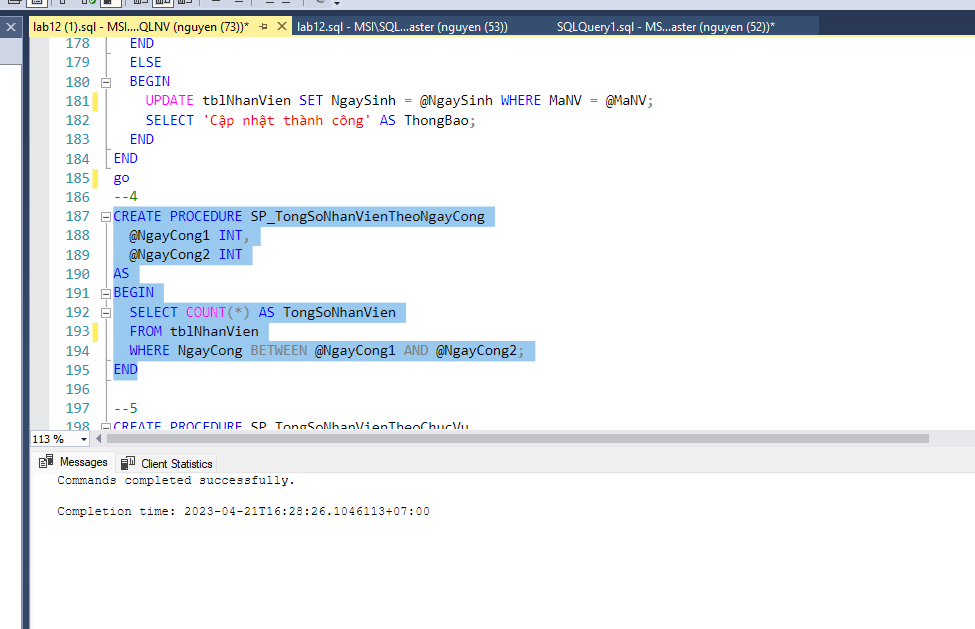 lab12 (1).sql - MSI....QLNV (nguyen (73))* lab12.sql - MSI\SQL...aster (nguyen (53)) SQLQuery1.sql - MS...aster (nguyen (52))*
178 END
179 ELSE
180 BEGIN
181 UPDATE tblNhanVien SET NgaySinh = @NgaySinh WHERE MaNV = @MaNV;
182 SELECT 'Cập nhật thành công' AS ThongBao;
183 END
184 END
185 go
186 --4
187 CREATE PROCEDURE SP_TongSoNhanVienTheoNgayCong
188 @NgayCong1 INT,
189 @NgayCong2 INT
190 AS
191 BEGIN
192 SELECT COUNT(*) AS TongSoNhanVien
193 FROM tblNhanVien
194 WHERE NgayCong BETWEEN @NgayCong1 AND @NgayCong2;
195 END
196
197 --5
198 CREATE PROCEDURE SP_TongSoNhanVienTheoChucVu
113 %
Messages Client Statistics
Commands completed successfully.
Completion time: 2023-04-21T16:28:26.1046113+07:00